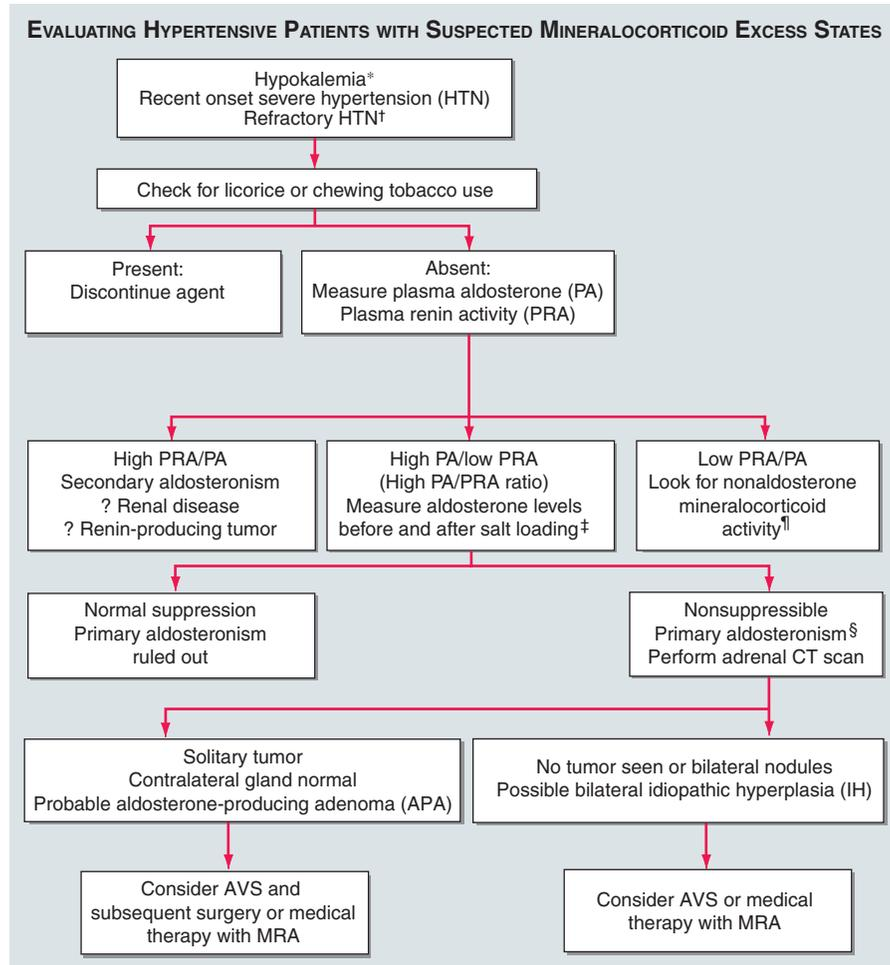 EVALUATING HYPERTENSIVE PATIENTS WITH SUSPECTED MINERALOCORTICOID EXCESS STATES
Hypokalemia*
Recent onset severe hypertension (HTN)
Refractory HTN†
Check for licorice or chewing tobacco use
Present:
Discontinue agent
Absent:
Measure plasma aldosterone (PA)
Plasma renin activity (PRA)
High PRA/PA
Secondary aldosteronism
? Renal disease
? Renin-producing tumor
High PA/low PRA
(High PA/PRA ratio)
Measure aldosterone levels
before and after salt loading‡
Low PRA/PA
Look for nonaldosterone
mineralocorticoid
activity¶
Normal suppression
Primary aldosteronism
ruled out
Nonsuppressible
Primary aldosteronism§
Perform adrenal CT scan
Solitary tumor
Contralateral gland normal
Probable aldosterone-producing adenoma (APA)
No tumor seen or bilateral nodules
Possible bilateral idiopathic hyperplasia (IH)
Consider AVS and
subsequent surgery or medical
therapy with MRA
Consider AVS or medical
therapy with MRA